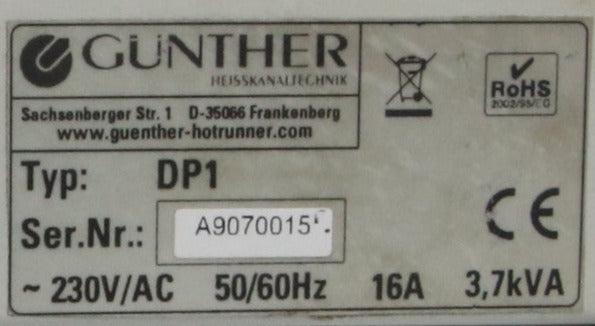 GÜNTHER
HEISSKANALTECHNIK
Sachsenberger Str. 1 D-35066 Frankenberg
www.guenther-hotrunner.com
RoHS
2002/95/EG
Typ: DP1
Ser.Nr.: A9070015
CE
~ 230V/AC 50/60Hz 16A 3,7kVA